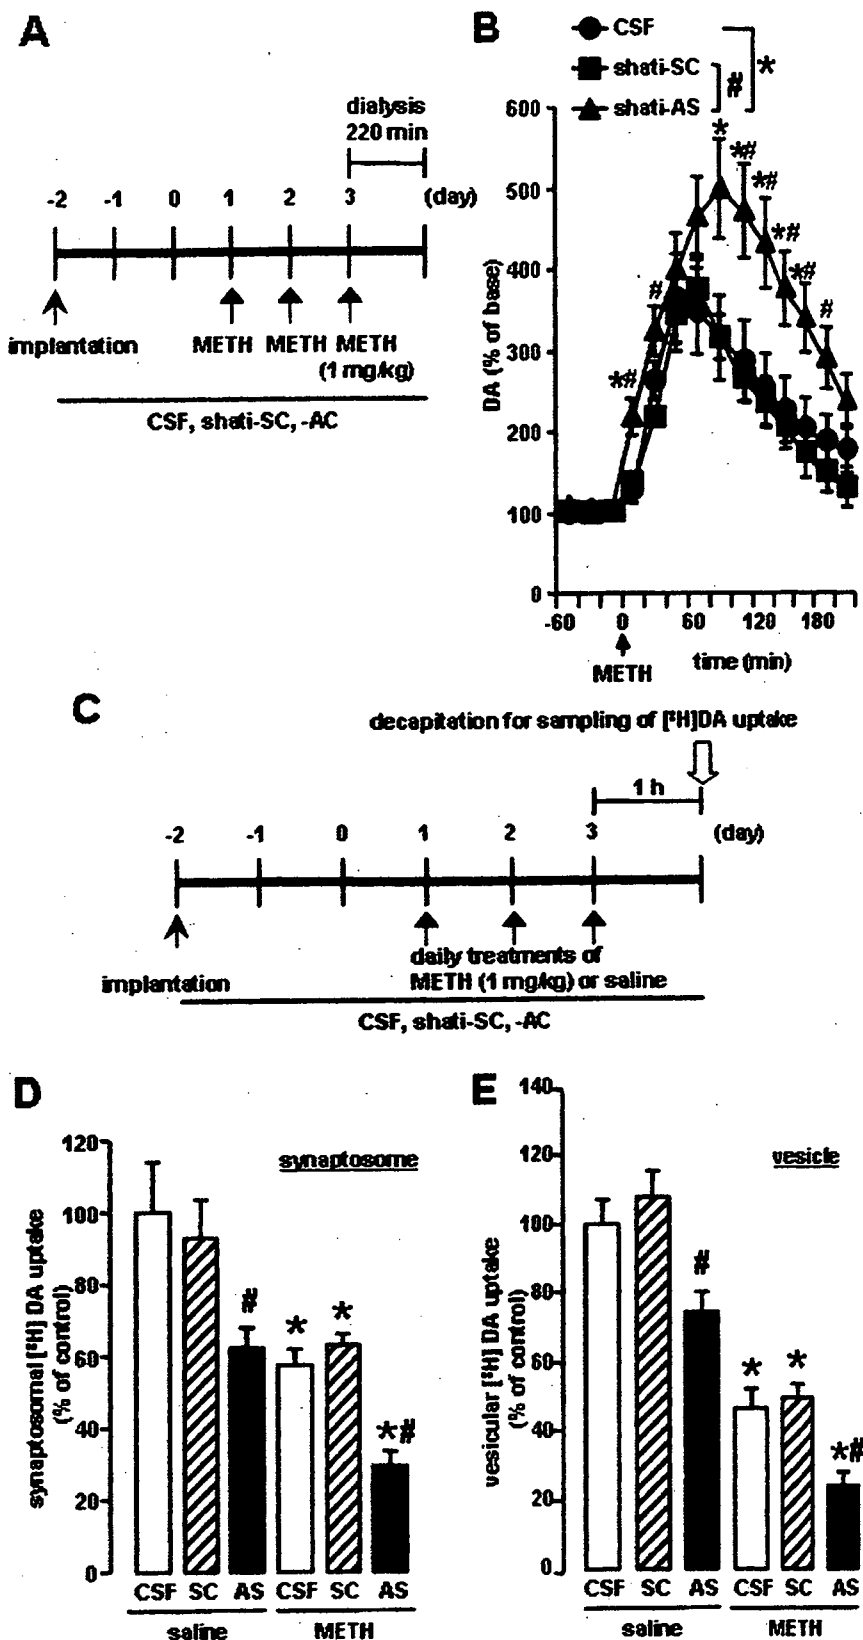 A
dialysis
220 min
-2 -1 0 1 2 3 (day)
implantation METH METH METH
(1 mg/kg)
CSF, shati-SC, -AC
B
CSF
shati-SC
shati-AS
*
#
DA (% of base)
600
500
400
300
200
100
0
*#
#
*
*#
*#
*#
*#
#
-60 0 60 120 180
METH
time (min)
C
decapitation for sampling of [³H]DA uptake
1 h
-2 -1 0 1 2 3 (day)
implantation
daily treatments of
METH (1 mg/kg) or saline
CSF, shati-SC, -AC
D
synaptosome
synaptosomal [³H] DA uptake
(% of control)
120
100
80
60
40
20
0
#
*
*
*#
CSF SC AS CSF SC AS
saline METH
E
vesicle
vesicular [³H] DA uptake
(% of control)
140
120
100
80
60
40
20
0
#
*
*
*#
CSF SC AS CSF SC AS
saline METH